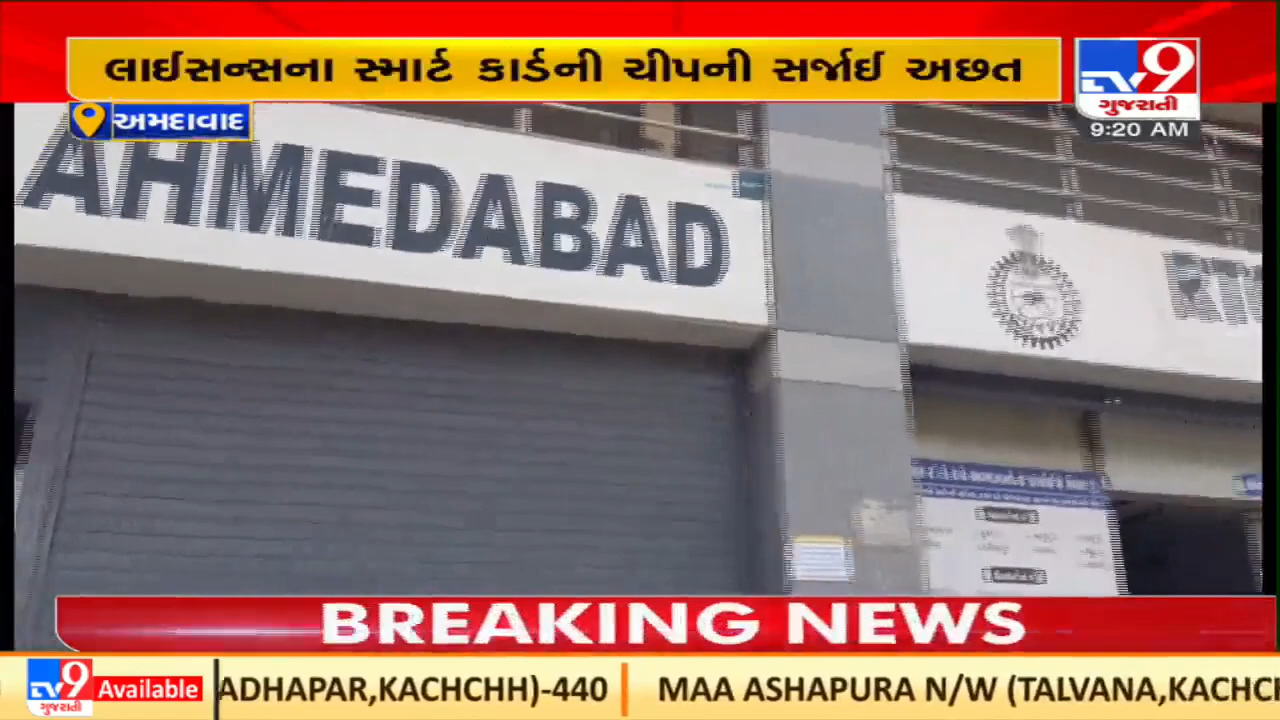 લાઈસન્સના સ્માર્ટ કાર્ડની ચીપની સર્જાઈ અછત
TV9
ગુજરાતી
9:20 AM
અમદાવાદ
AHMEDABAD
BREAKING NEWS
TV9
ગુજરાતી
Available
ADHAPAR,KACHCHH)-440
MAA ASHAPURA N/W (TALVANA,KACHCH